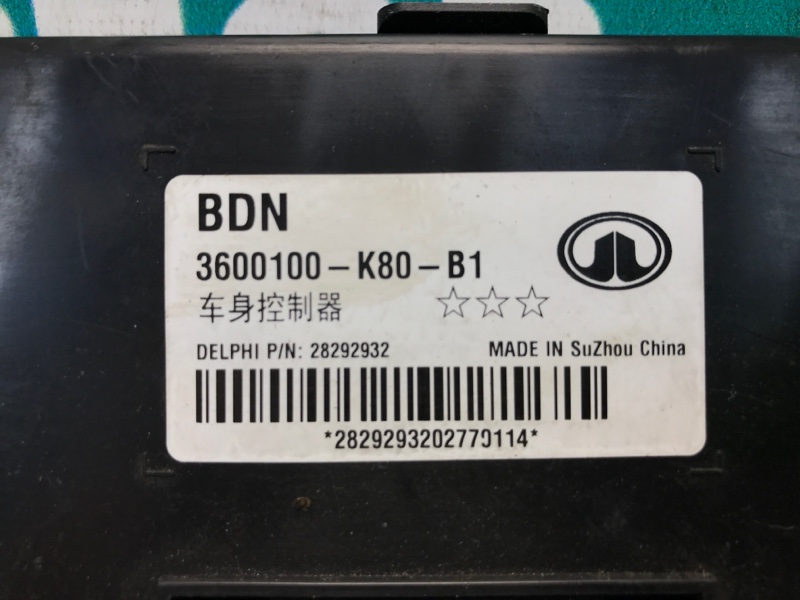 BDN
3600100-K80-B1
车身控制器 ☆☆☆
DELPHI P/N: 28292932 MADE IN SuZhou China
*2829293202770114*